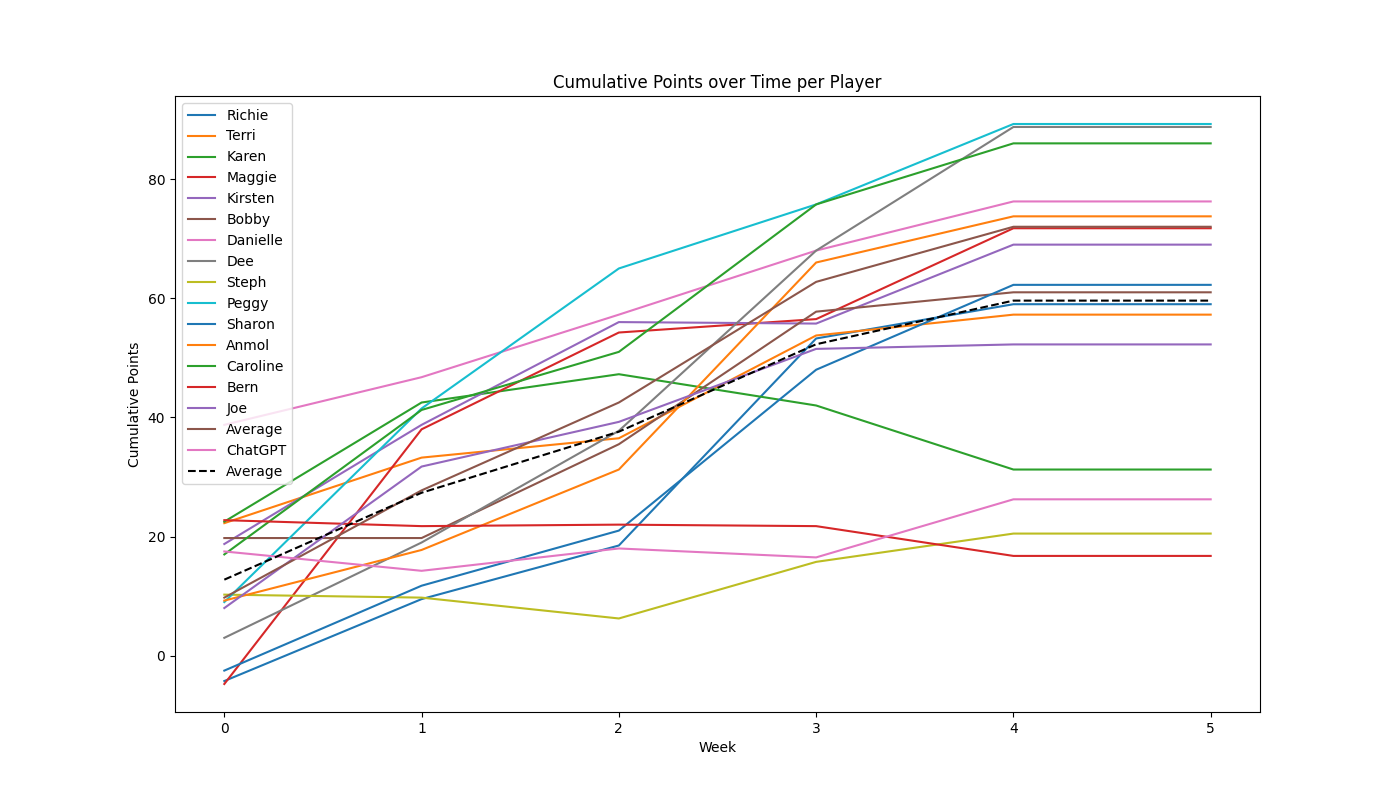 Cumulative Points over Time per Player
Richie
Terri
Karen
Maggie
Kirsten
Bobby
Danielle
Dee
Steph
Peggy
Sharon
Anmol
Caroline
Bern
Joe
Average
ChatGPT
Average
80
60
40
20
0
Cumulative Points
0 1 2 3 4 5
Week